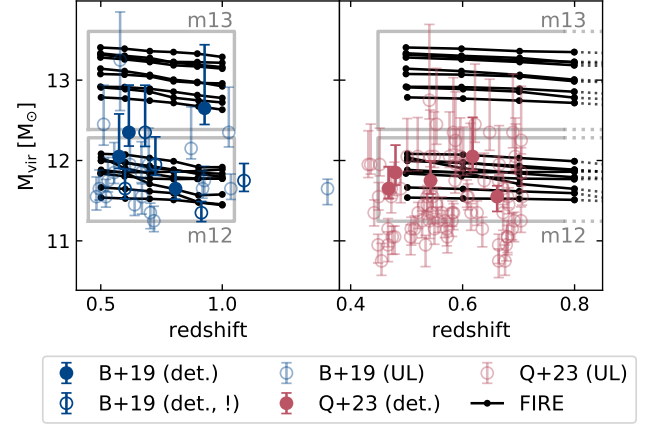 m13
m12
M_vir [M_⊙]
13
12
11
0.5
1.0
redshift
m13
m12
0.4
0.6
0.8
redshift
B+19 (det.)
B+19 (UL)
Q+23 (UL)
B+19 (det., !)
Q+23 (det.)
FIRE